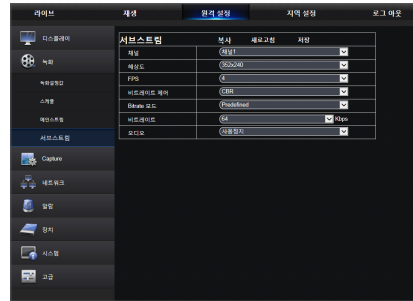 라이브 재생 원격 설정 지역 설정 로그 아웃
디스플레이
녹화
녹화설정값
스케쥴
메인스트림
서브스트림
Capture
네트워크
알람
장치
시스템
고급
서브스트림 복사 새로고침 저장
채널 채널1
해상도 352x240
FPS 4
비트레이트 제어 CBR
Bitrate 모드 Predefined
비트레이트 64 Kbps
오디오 사용정지